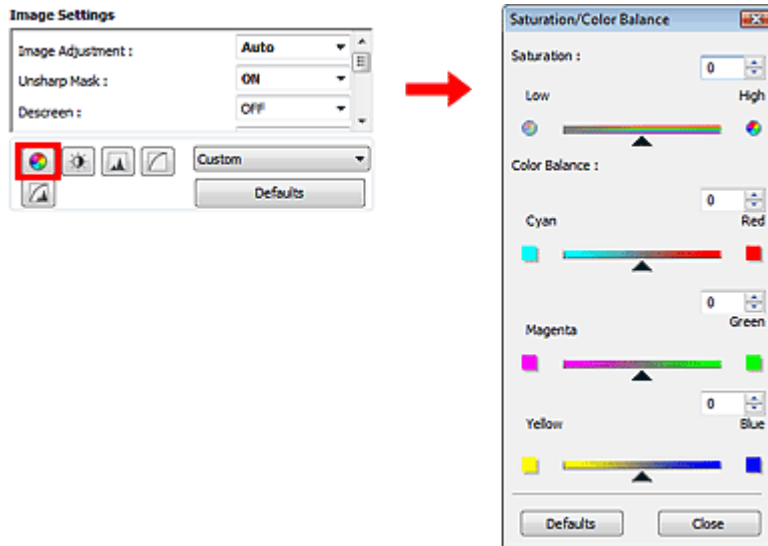 Image Settings
Image Adjustment : Auto
Unsharp Mask : ON
Descreen : OFF
Custom
Defaults
Saturation/Color Balance
Saturation :
0
Low High
Color Balance :
0
Cyan Red
0
Magenta Green
0
Yellow Blue
Defaults Close